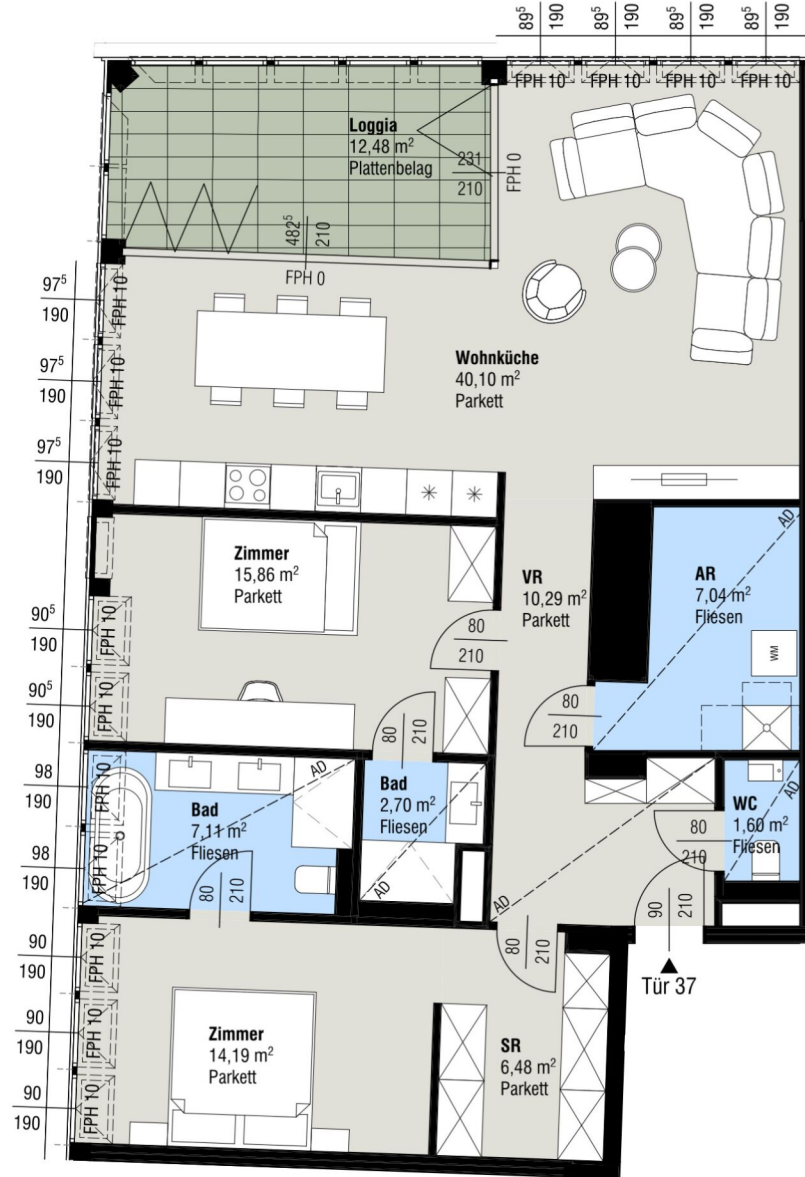 89⁵
190
89⁵
190
89⁵
190
89⁵
190
FPH 10
FPH 10
FPH 10
FPH 10
Loggia
12,48 m²
Plattenbelag
231
210
FPH 0
482⁵
210
FPH 0
97⁵
190
FPH 10
97⁵
190
FPH 10
97⁵
190
FPH 10
Wohnküche
40,10 m²
Parkett
Zimmer
15,86 m²
Parkett
VR
10,29 m²
Parkett
AR
7,04 m²
Fliesen
AD
WM
80
210
80
210
90⁵
190
FPH 10
90⁵
190
FPH 10
80
210
98
190
FPH 10
98
190
FPH 10
Bad
7,11 m²
Fliesen
AD
80
210
Bad
2,70 m²
Fliesen
AD
WC
1,60 m²
Fliesen
AD
80
210
AD
90
210
80
210
Tür 37
90
190
FPH 10
90
190
FPH 10
90
190
FPH 10
Zimmer
14,19 m²
Parkett
SR
6,48 m²
Parkett